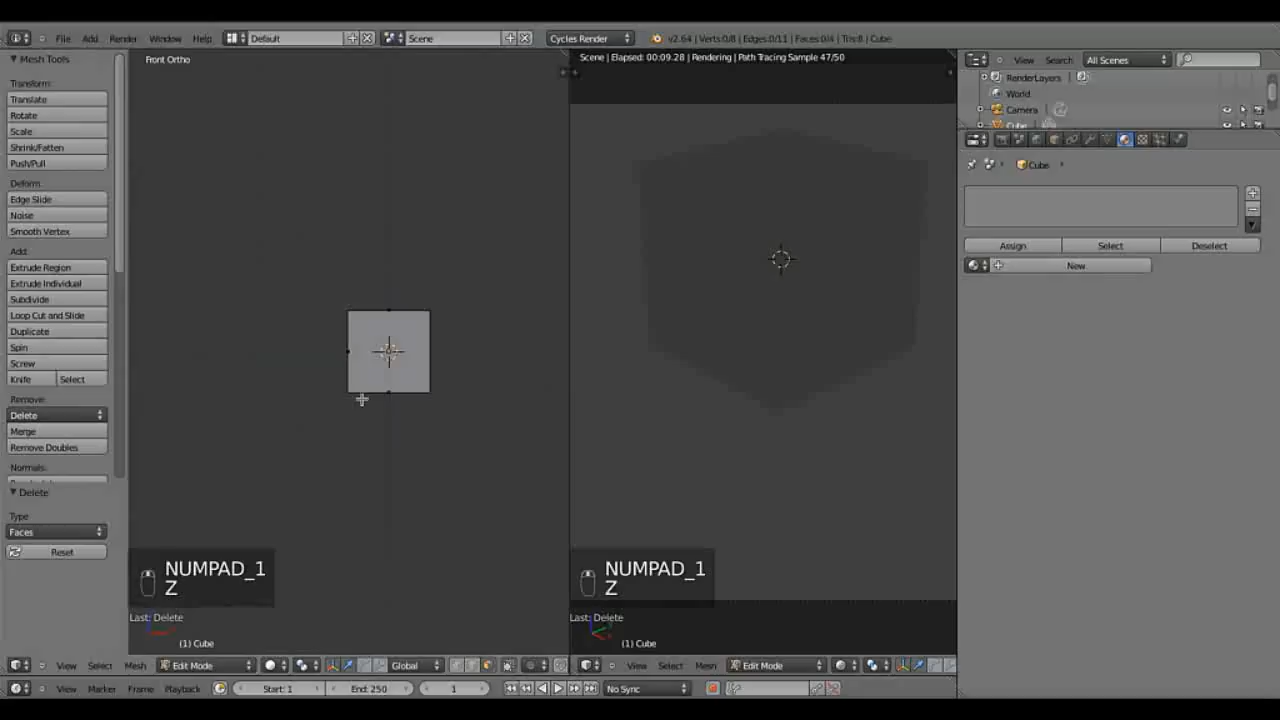 File Add Render Window Help Default Scene Cycles Render v2.64 | Verts:0/8 | Edges:0/11 | Faces:0/4 | Tris:8 | Cube
Mesh Tools
Front Ortho
Scene | Elapsed: 00:09.28 | Rendering | Path Tracing Sample 47/50
View Search All Scenes
RenderLayers
World
Camera
Cube
Transform:
Translate
Rotate
Scale
Shrink/Fatten
Push/Pull
Cube
Deform:
Edge Slide
Noise
Smooth Vertex
Assign Select Deselect
New
Add:
Extrude Region
Extrude Individual
Subdivide
Loop Cut and Slide
Duplicate
Spin
Screw
Knife Select
Remove:
Delete
Merge
Remove Doubles
Normals:
Delete
Type
Faces
Reset
NUMPAD_1
Z
NUMPAD_1
Z
Last: Delete
Last: Delete
(1) Cube
(1) Cube
View Select Mesh Edit Mode Global
View Select Mesh Edit Mode
View Marker Frame Playback Start: 1 End: 250 1 No Sync